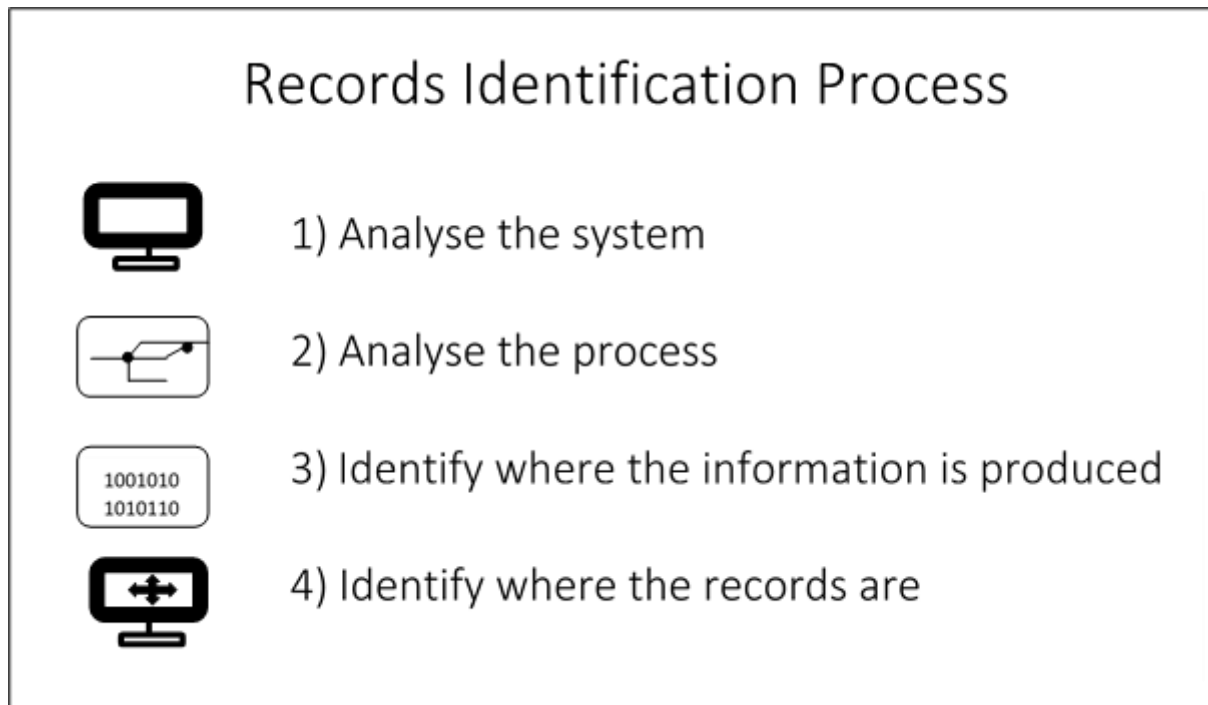 Records Identification Process
1) Analyse the system
2) Analyse the process
3) Identify where the information is produced
1001010
1010110
4) Identify where the records are